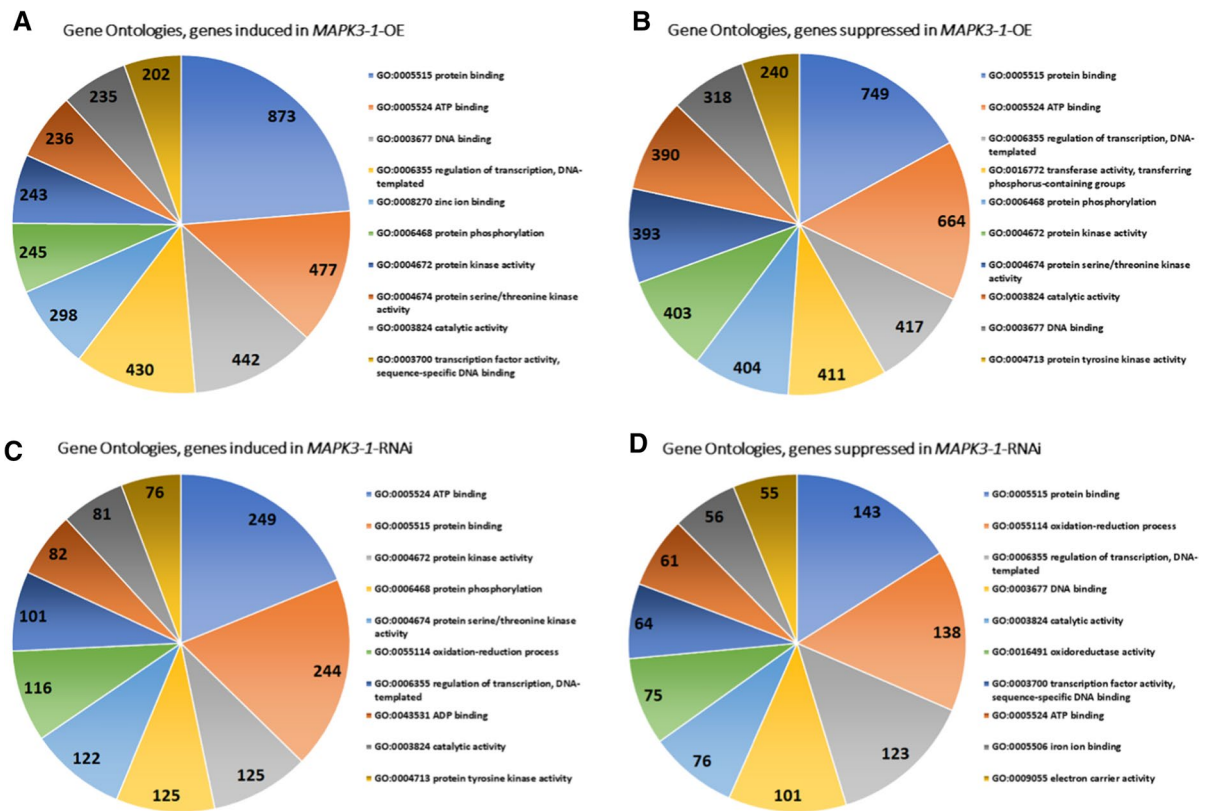 A
Gene Ontologies, genes induced in MAPK3-1-OE
873
477
442
430
298
245
243
236
235
202
GO:0005515 protein binding
GO:0005524 ATP binding
GO:0003677 DNA binding
GO:0006355 regulation of transcription, DNA-
templated
GO:0008270 zinc ion binding
GO:0006468 protein phosphorylation
GO:0004672 protein kinase activity
GO:0004674 protein serine/threonine kinase
activity
GO:0003824 catalytic activity
GO:0003700 transcription factor activity,
sequence-specific DNA binding
B
Gene Ontologies, genes suppressed in MAPK3-1-OE
749
664
417
411
404
403
393
390
318
240
GO:0005515 protein binding
GO:0005524 ATP binding
GO:0006355 regulation of transcription, DNA-
templated
GO:0016772 transferase activity, transferring
phosphorus-containing groups
GO:0006468 protein phosphorylation
GO:0004672 protein kinase activity
GO:0004674 protein serine/threonine kinase
activity
GO:0003824 catalytic activity
GO:0003677 DNA binding
GO:0004713 protein tyrosine kinase activity
C
Gene Ontologies, genes induced in MAPK3-1-RNAi
249
244
125
125
122
116
101
82
81
76
GO:0005524 ATP binding
GO:0005515 protein binding
GO:0004672 protein kinase activity
GO:0006468 protein phosphorylation
GO:0004674 protein serine/threonine kinase
activity
GO:0055114 oxidation-reduction process
GO:0006355 regulation of transcription, DNA-
templated
GO:0043531 ADP binding
GO:0003824 catalytic activity
GO:0004713 protein tyrosine kinase activity
D
Gene Ontologies, genes suppressed in MAPK3-1-RNAi
143
138
123
101
76
75
64
61
56
55
GO:0005515 protein binding
GO:0055114 oxidation-reduction process
GO:0006355 regulation of transcription, DNA-
templated
GO:0003677 DNA binding
GO:0003824 catalytic activity
GO:0016491 oxidoreductase activity
GO:0003700 transcription factor activity,
sequence-specific DNA binding
GO:0005524 ATP binding
GO:0005506 iron ion binding
GO:0009055 electron carrier activity